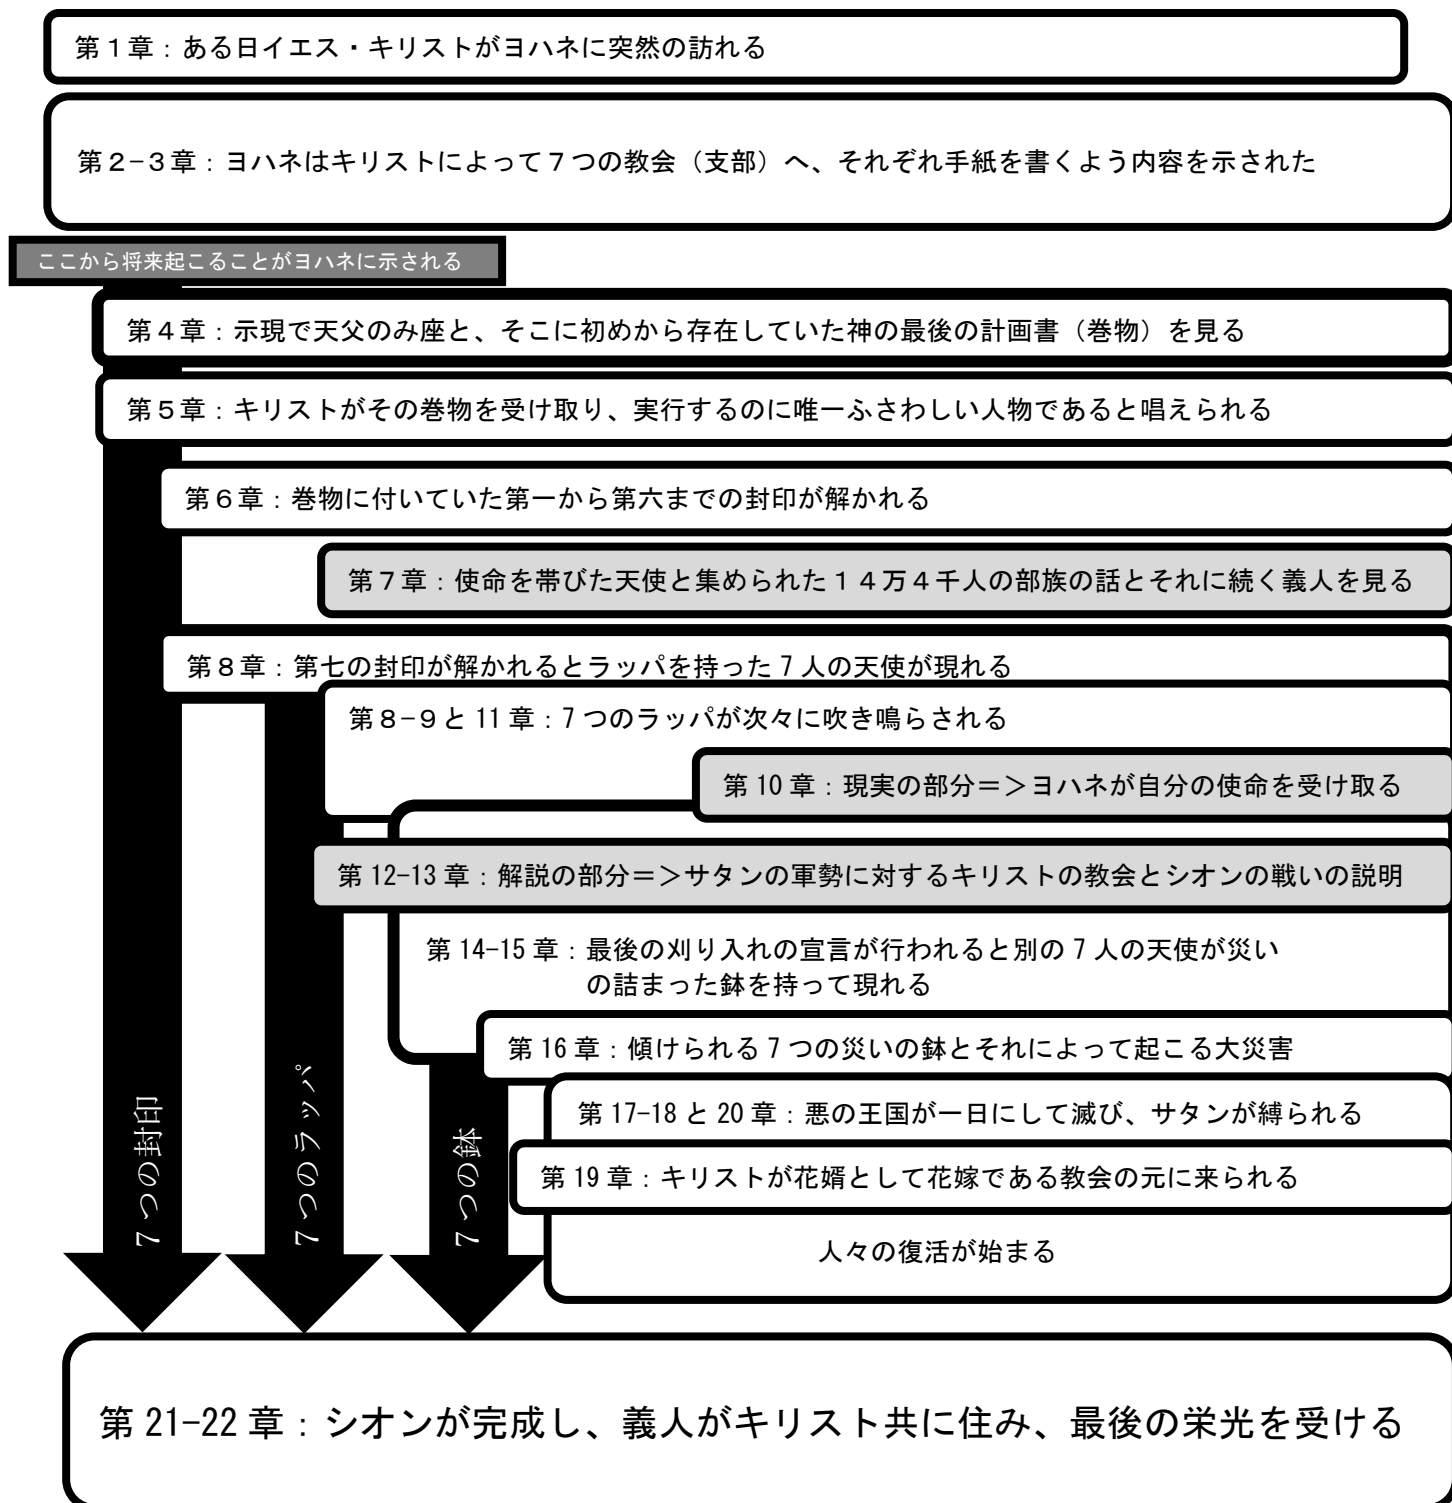 第１章：ある日イエス・キリストがヨハネに突然の訪れる
第２−３章：ヨハネはキリストによって７つの教会（支部）へ、それぞれ手紙を書くよう内容を示された
ここから将来起こることがヨハネに示される
第４章：示現で天父のみ座と、そこに初めから存在していた神の最後の計画書（巻物）を見る
第５章：キリストがその巻物を受け取り、実行するのに唯一ふさわしい人物であると唱えられる
第６章：巻物に付いていた第一から第六までの封印が解かれる
第７章：使命を帯びた天使と集められた１４万４千人の部族の話とそれに続く義人を見る
第８章：第七の封印が解かれるとラッパを持った 7 人の天使が現れる
第８−９と 11 章：7 つのラッパが次々に吹き鳴らされる
第 10 章：現実の部分＝＞ヨハネが自分の使命を受け取る
第 12−13 章：解説の部分＝＞サタンの軍勢に対するキリストの教会とシオンの戦いの説明
第 14−15 章：最後の刈り入れの宣言が行われると別の 7 人の天使が災い
の詰まった鉢を持って現れる
第 16 章：傾けられる 7 つの災いの鉢とそれによって起こる大災害
第 17−18 と 20 章：悪の王国が一日にして滅び、サタンが縛られる
第 19 章：キリストが花婿として花嫁である教会の元に来られる
人々の復活が始まる
7 つの封印
7 つのラッパ
7 つの鉢
第 21−22 章：シオンが完成し、義人がキリスト共に住み、最後の栄光を受ける